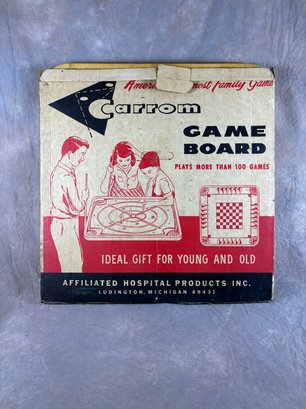 America's most family Game
Carrom
GAME
BOARD
PLAYS MORE THAN 100 GAMES
IDEAL GIFT FOR YOUNG AND OLD
AFFILIATED HOSPITAL PRODUCTS INC.
LUDINGTON, MICHIGAN 49431